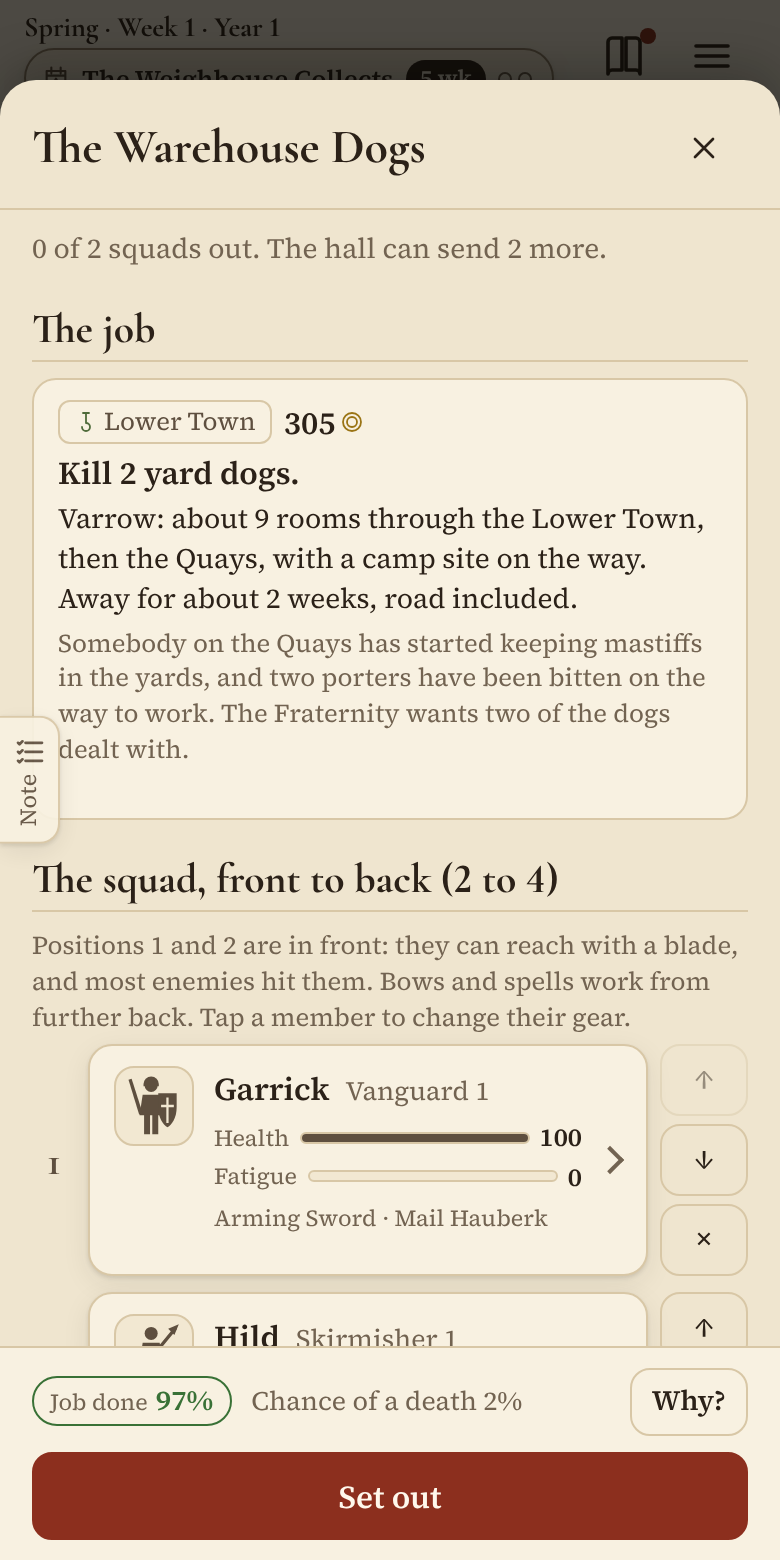 Spring · Week 1 · Year 1
The Weighhouse Collects 5 wk
The Warehouse Dogs
0 of 2 squads out. The hall can send 2 more.
The job
Lower Town 305
Kill 2 yard dogs.
Varrow: about 9 rooms through the Lower Town,
then the Quays, with a camp site on the way.
Away for about 2 weeks, road included.
Somebody on the Quays has started keeping mastiffs
in the yards, and two porters have been bitten on the
way to work. The Fraternity wants two of the dogs
dealt with.
Note
The squad, front to back (2 to 4)
Positions 1 and 2 are in front: they can reach with a blade,
and most enemies hit them. Bows and spells work from
further back. Tap a member to change their gear.
1
Garrick Vanguard 1
Health 100
Fatigue 0
Arming Sword · Mail Hauberk
Hild Skirmisher 1
Job done 97% Chance of a death 2% Why?
Set out